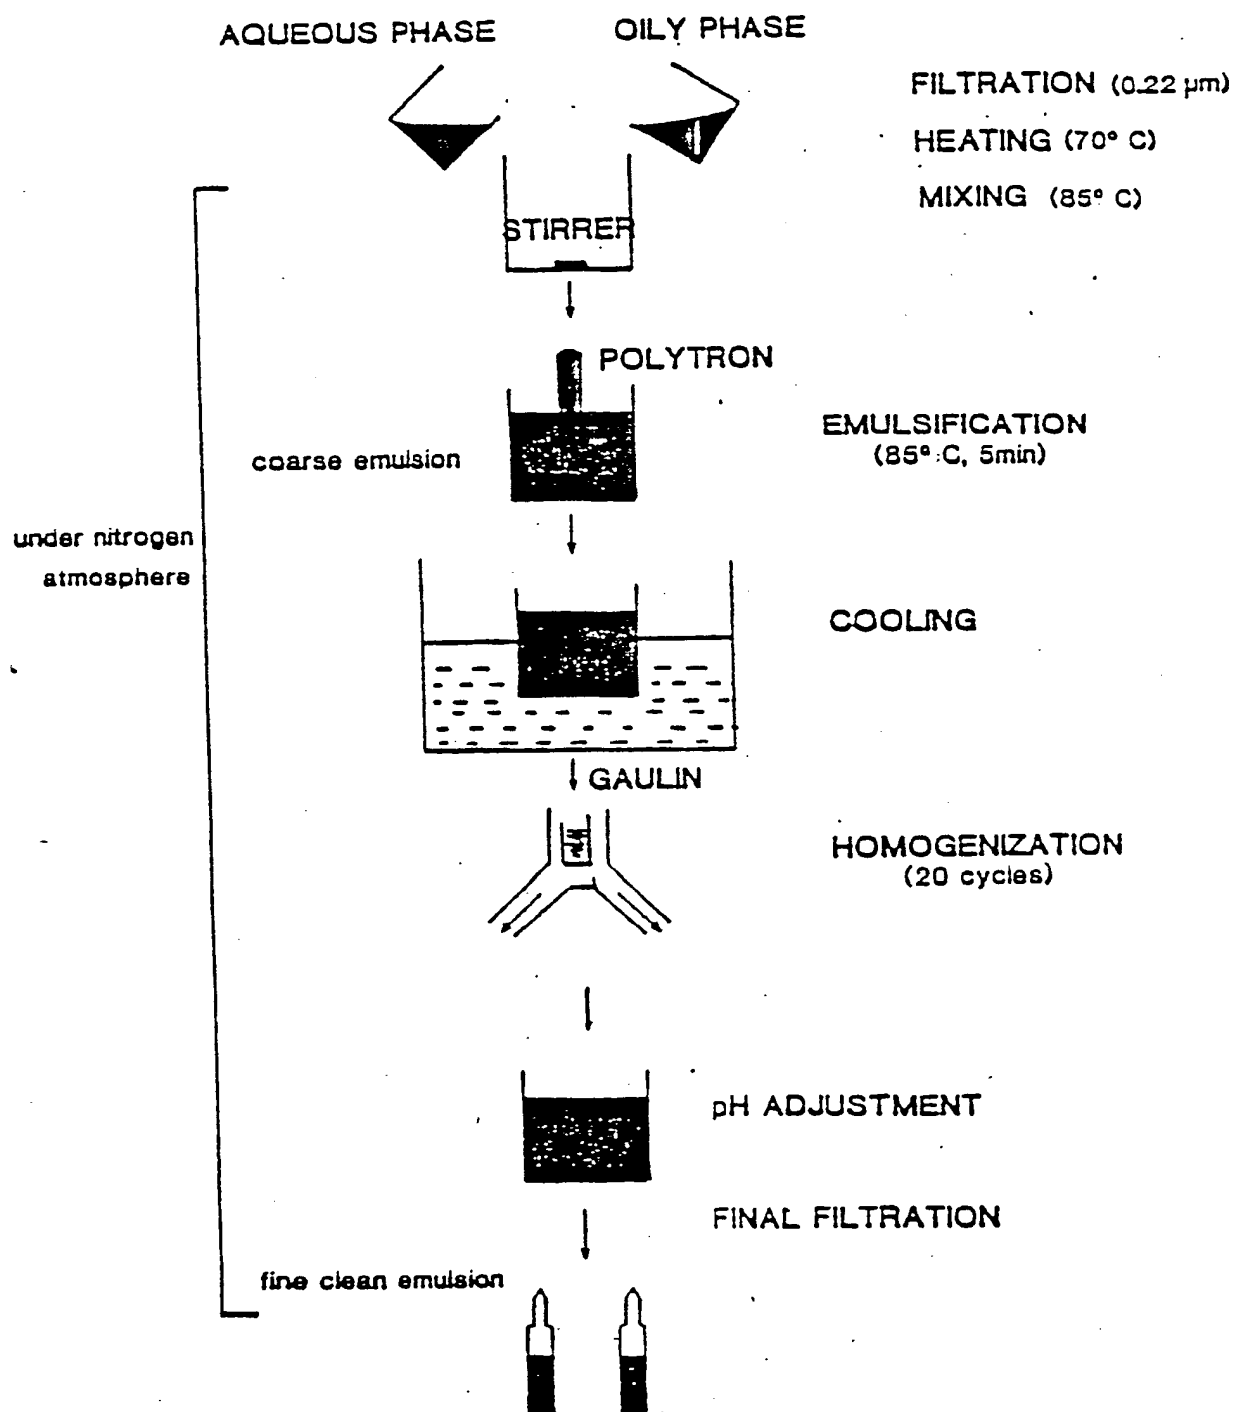 AQUEOUS PHASE
OILY PHASE
FILTRATION (0.22 µm)
HEATING (70° C)
MIXING (85° C)
STIRRER
POLYTRON
EMULSIFICATION
(85° C, 5min)
coarse emulsion
under nitrogen
atmosphere
COOLING
GAULIN
HOMOGENIZATION
(20 cycles)
pH ADJUSTMENT
FINAL FILTRATION
fine clean emulsion